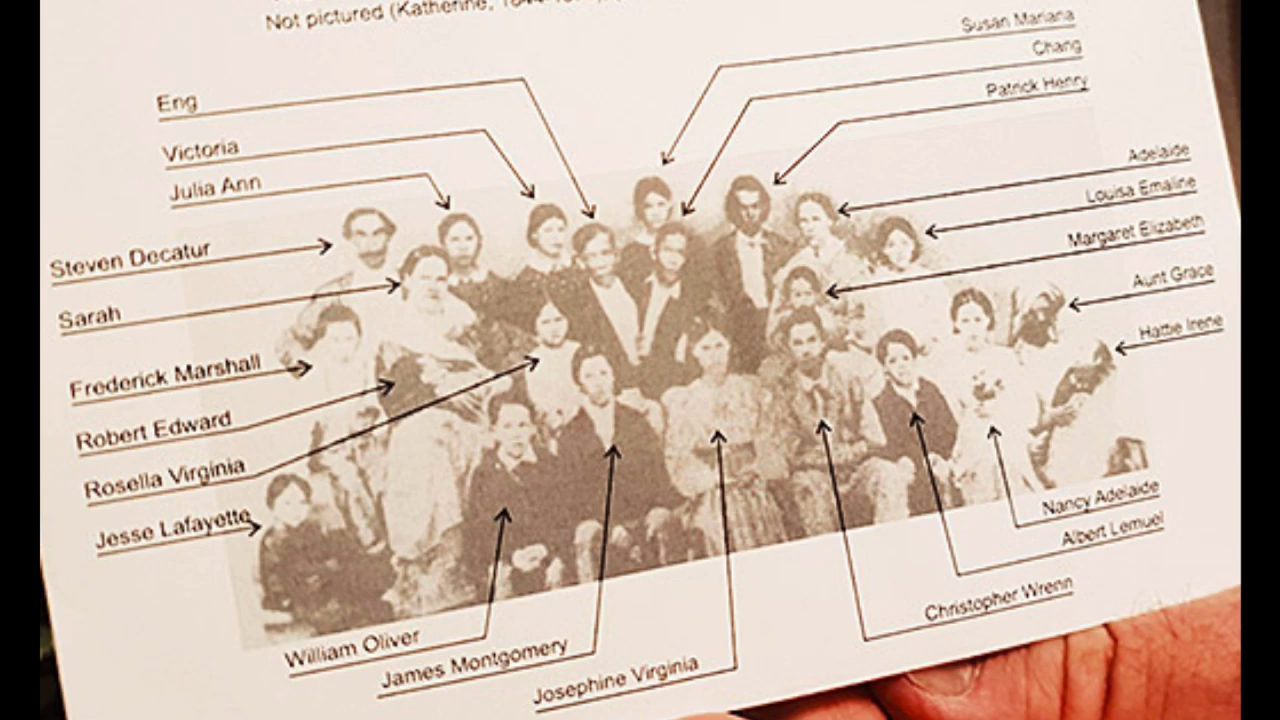 Not pictured (Katherine,
Susan Mariana
Chang
Patrick Henry
Eng
Victoria
Julia Ann
Adelaide
Louisa Emaline
Margaret Elizabeth
Steven Decatur
Aunt Grace
Sarah
Hattie Irene
Frederick Marshall
Robert Edward
Rosella Virginia
Jesse Lafayette
Nancy Adelaide
Albert Lemuel
Christopher Wrenn
William Oliver
James Montgomery
Josephine Virginia